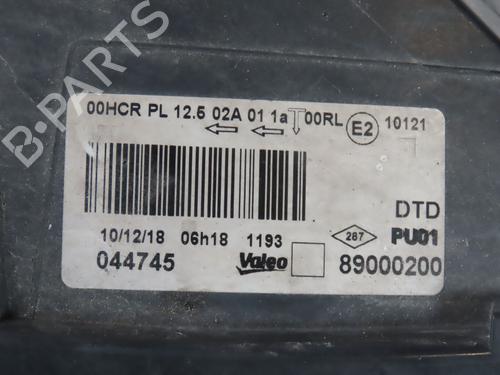 00HCR PL 12.5 02A 01 1a 00RL E2 10121
DTD
10/12/18 06h18 1193 287 PU01
044745 Valeo 89000200
BPARTS